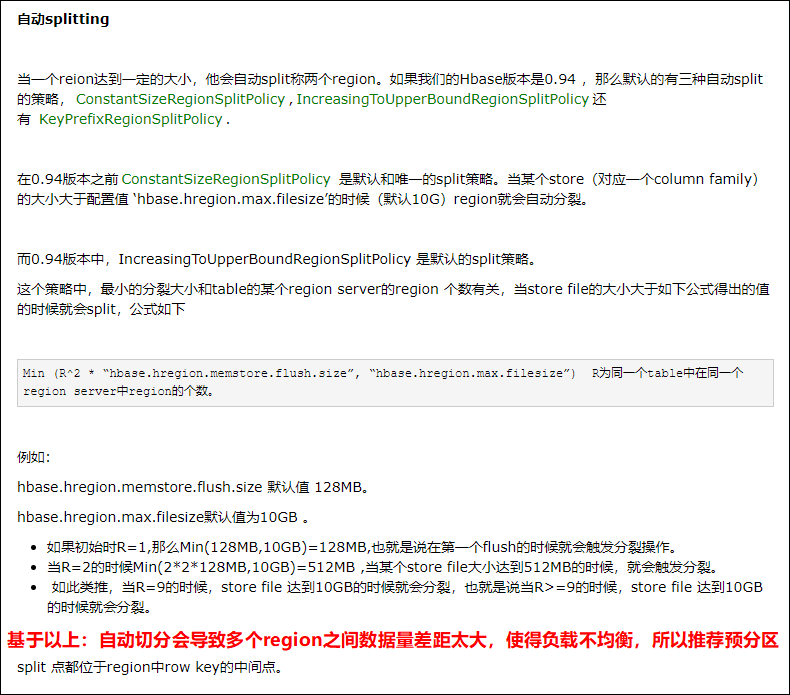 自动splitting
当一个reion达到一定的大小，他会自动split称两个region。如果我们的Hbase版本是0.94 ，那么默认的有三种自动split
的策略， ConstantSizeRegionSplitPolicy , IncreasingToUpperBoundRegionSplitPolicy 还
有 KeyPrefixRegionSplitPolicy .
在0.94版本之前 ConstantSizeRegionSplitPolicy 是默认和唯一的split策略。当某个store（对应一个column family）
的大小大于配置值 ‘hbase.hregion.max.filesize’的时候（默认10G）region就会自动分裂。
而0.94版本中，IncreasingToUpperBoundRegionSplitPolicy 是默认的split策略。
这个策略中，最小的分裂大小和table的某个region server的region 个数有关，当store file的大小大于如下公式得出的值
的时候就会split，公式如下
Min (R^2 * “hbase.hregion.memstore.flush.size”, “hbase.hregion.max.filesize”) R为同一个table中在同一个
region server中region的个数。
例如：
hbase.hregion.memstore.flush.size 默认值 128MB。
hbase.hregion.max.filesize默认值为10GB 。
• 如果初始时R=1,那么Min(128MB,10GB)=128MB,也就是说在第一个flush的时候就会触发分裂操作。
• 当R=2的时候Min(2*2*128MB,10GB)=512MB ,当某个store file大小达到512MB的时候，就会触发分裂。
• 如此类推，当R=9的时候，store file 达到10GB的时候就会分裂，也就是说当R>=9的时候，store file 达到10GB
的时候就会分裂。
基于以上：自动切分会导致多个region之间数据量差距太大，使得负载不均衡，所以推荐预分区
split 点都位于region中row key的中间点。